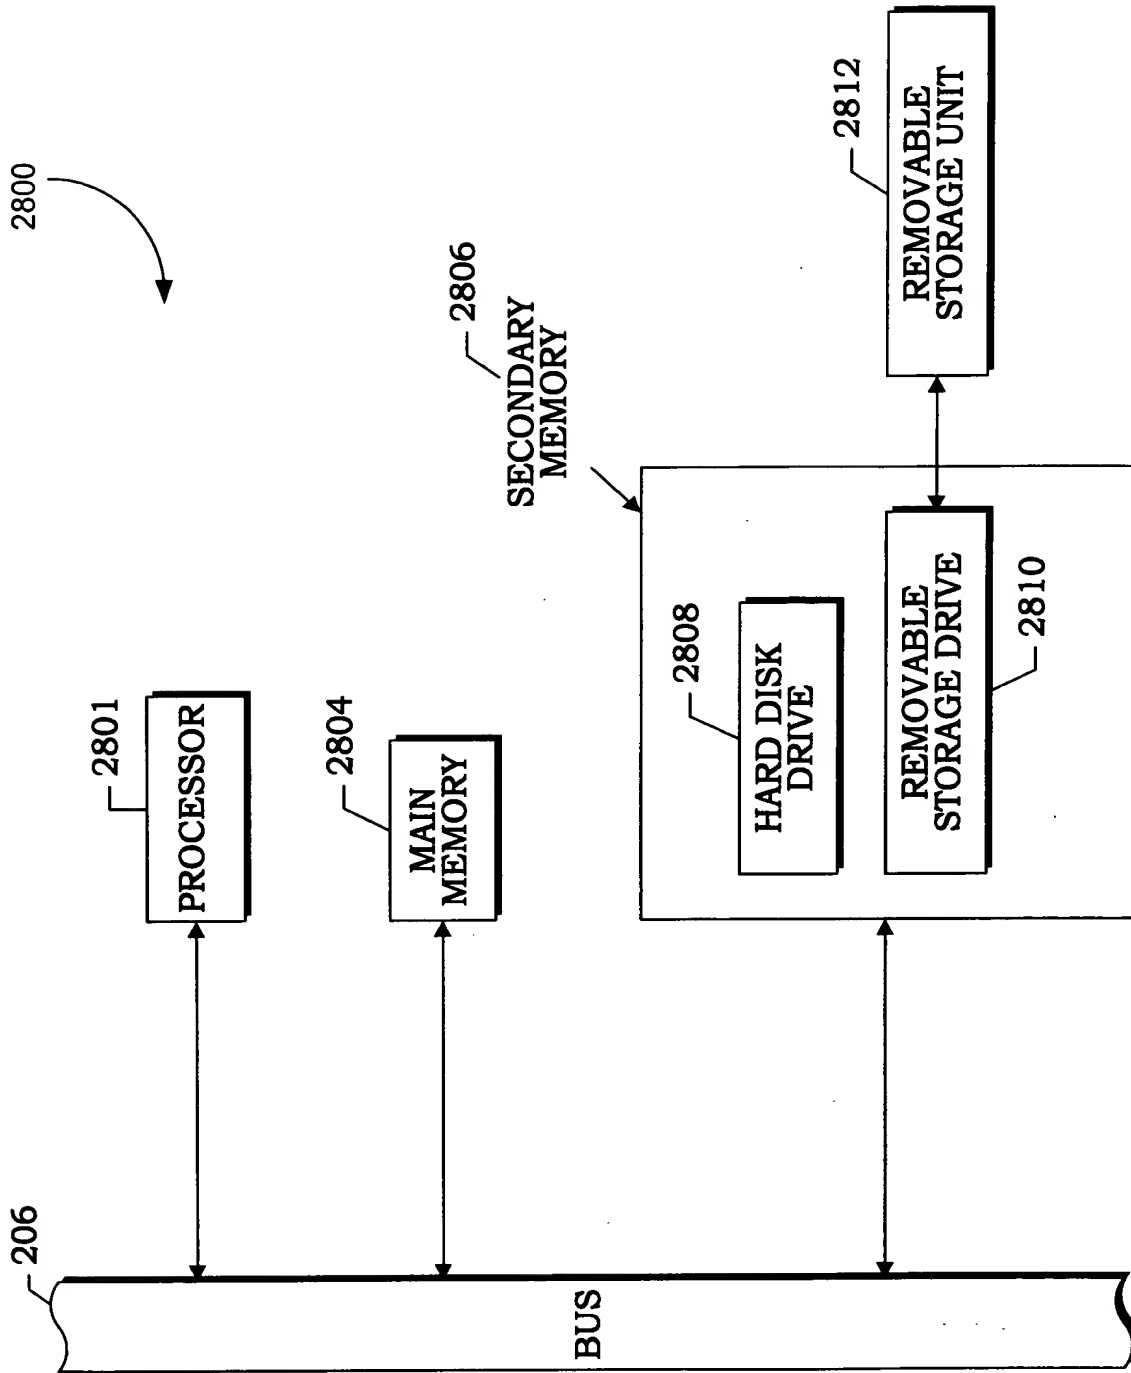 2800
206
BUS
2801
PROCESSOR
2804
MAIN
MEMORY
2806
SECONDARY
MEMORY
2808
HARD DISK
DRIVE
REMOVABLE
STORAGE DRIVE
2810
2812
REMOVABLE
STORAGE UNIT